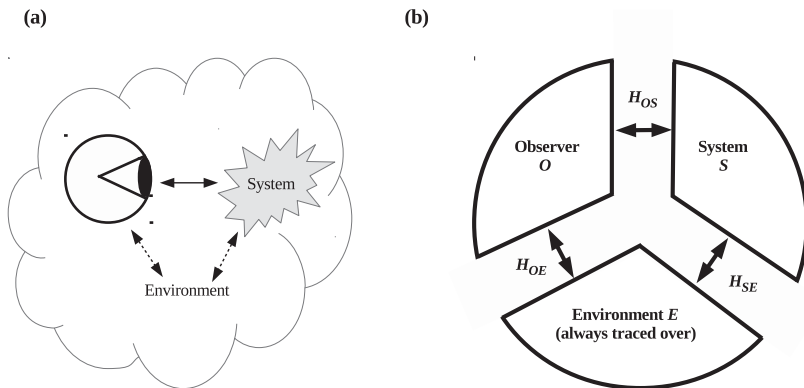 (a)
System
Environment
(b)
H_OS
Observer
O
System
S
H_OE
H_SE
Environment E
(always traced over)